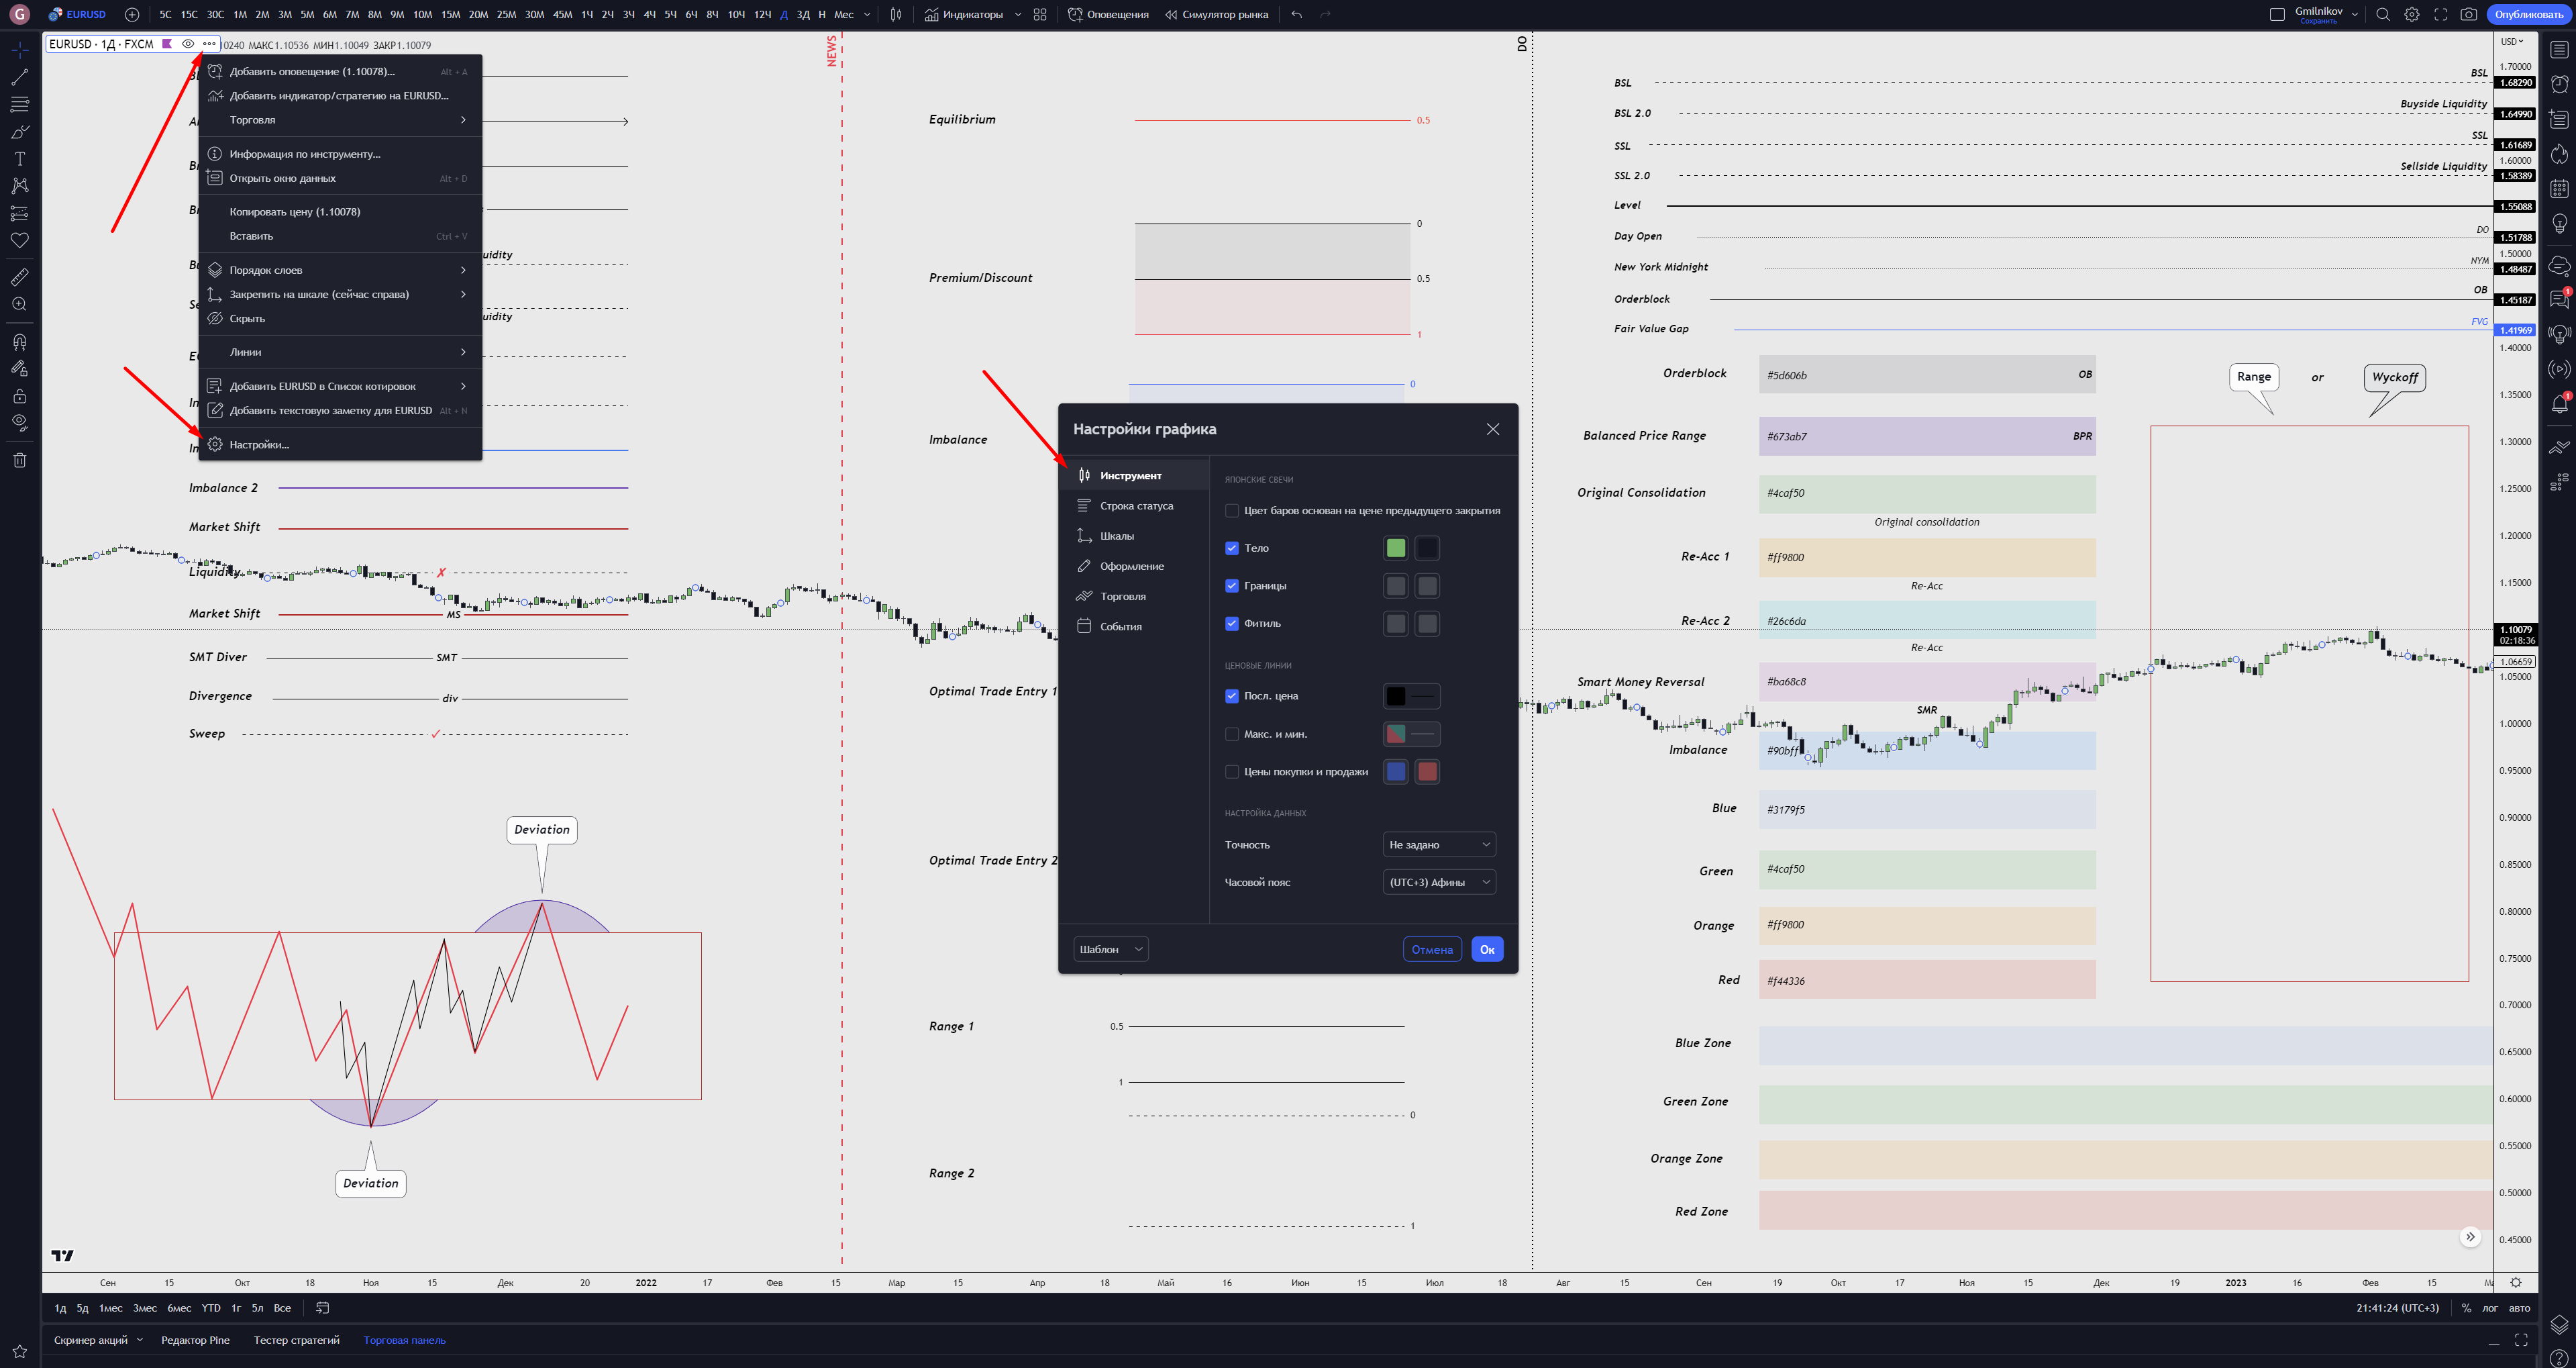 G EURUSD 5С 15С 30С 1М 2М 3М 5М 6М 7М 8М 9М 10М 15М 20М 25М 30М 45М 1Ч 2Ч 3Ч 4Ч 5Ч 6Ч 8Ч 10Ч 12Ч Д 3Д Н Мес Индикаторы Оповещения Симулятор рынка Gmilnikov Сохранить Опубликовать
EURUSD · 1Д · FXCM 10240 МАКС1.10536 МИН1.10049 ЗАКР1.10079
Добавить оповещение (1.10078)... Alt + A
Добавить индикатор/стратегию на EURUSD...
Торговля
Информация по инструменту...
Открыть окно данных Alt + D
Копировать цену (1.10078)
Вставить Ctrl + V
Порядок слоев
Закрепить на шкале (сейчас справа)
Скрыть
Линии
Добавить EURUSD в Список котировок
Добавить текстовую заметку для EURUSD Alt + N
Настройки...
uidity
uidity
Imbalance 2
Market Shift
Liquidity ✗
Market Shift MS
SMT Diver SMT
Divergence div
Sweep ✓
Deviation
Deviation
NEWS
Equilibrium 0.5
0
Premium/Discount 0.5
1
0
Imbalance
Optimal Trade Entry 1
Optimal Trade Entry 2
Range 1 0.5
1
0
Range 2
1
Настройки графика
Инструмент
Строка статуса
Шкалы
Оформление
Торговля
События
ЯПОНСКИЕ СВЕЧИ
Цвет баров основан на цене предыдущего закрытия
Тело
Границы
Фитиль
ЦЕНОВЫЕ ЛИНИИ
Посл. цена
Макс. и мин.
Цены покупки и продажи
НАСТРОЙКА ДАННЫХ
Точность Не задано
Часовой пояс (UTC+3) Афины
Шаблон Отмена Ок
DO
BSL BSL
BSL 2.0 Buyside Liquidity
SSL SSL
SSL 2.0 Sellside Liquidity
Level
Day Open DO
New York Midnight NYM
Orderblock OB
Fair Value Gap FVG
Orderblock #5d606b OB
Balanced Price Range #673ab7 BPR
Original Consolidation #4caf50
Original consolidation
Re-Acc 1 #ff9800
Re-Acc
Re-Acc 2 #26c6da
Re-Acc
Smart Money Reversal #ba68c8
SMR
Imbalance #90bff
Blue #3179f5
Green #4caf50
Orange #ff9800
Red #f44336
Blue Zone
Green Zone
Orange Zone
Red Zone
Range or Wyckoff
USD
1.70000
1.68290
1.64990
1.61689
1.60000
1.58389
1.55088
1.51788
1.50000
1.48487
1.45187
1.41969
1.40000
1.35000
1.30000
1.25000
1.20000
1.15000
1.10079
02:18:36
1.06659
1.05000
1.00000
0.95000
0.90000
0.85000
0.80000
0.75000
0.70000
0.65000
0.60000
0.55000
0.50000
0.45000
1
1
Сен 15 Окт 18 Ноя 15 Дек 20 2022 17 Фев 15 Мар 15 Апр 18 Май 16 Июн 15 Июл 18 Авг 15 Сен 19 Окт 17 Ноя 15 Дек 19 2023 16 Фев 15
1д 5д 1мес 3мес 6мес YTD 1г 5л Все 21:41:24 (UTC+3) % лог авто
Скринер акций Редактор Pine Тестер стратегий Торговая панель